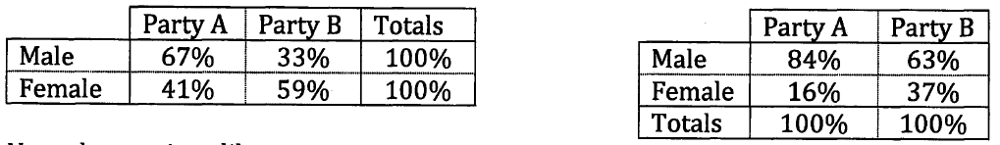 Party A Party B Totals
Male 67% 33% 100%
Female 41% 59% 100%
Party A Party B
Male 84% 63%
Female 16% 37%
Totals 100% 100%